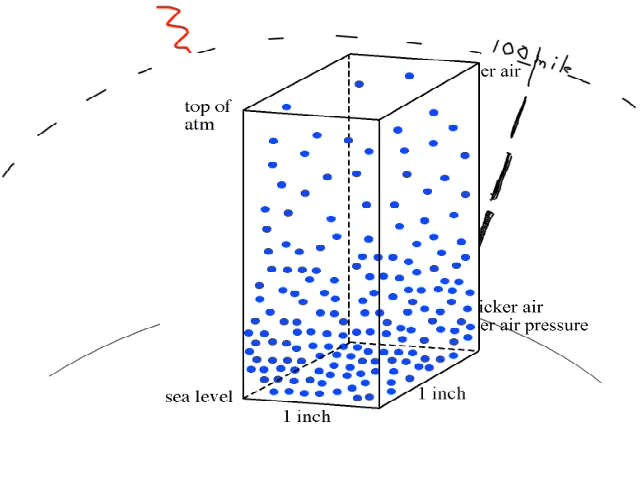 100 mile
er air
top of
atm
icker air
er air pressure
sea level
1 inch
1 inch